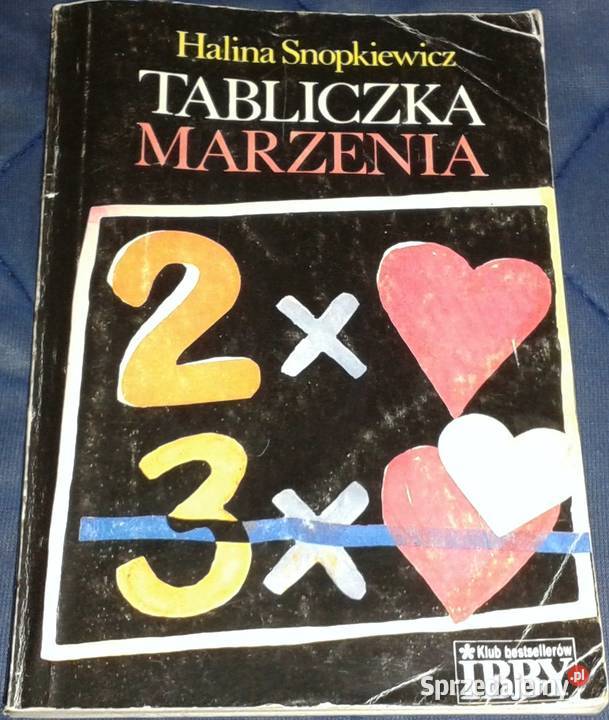 Halina Snopkiewicz
TABLICZKA
MARZENIA
2 x
3 x
* Klub bestsellerów
IBBY
Sprzedajemy.pl